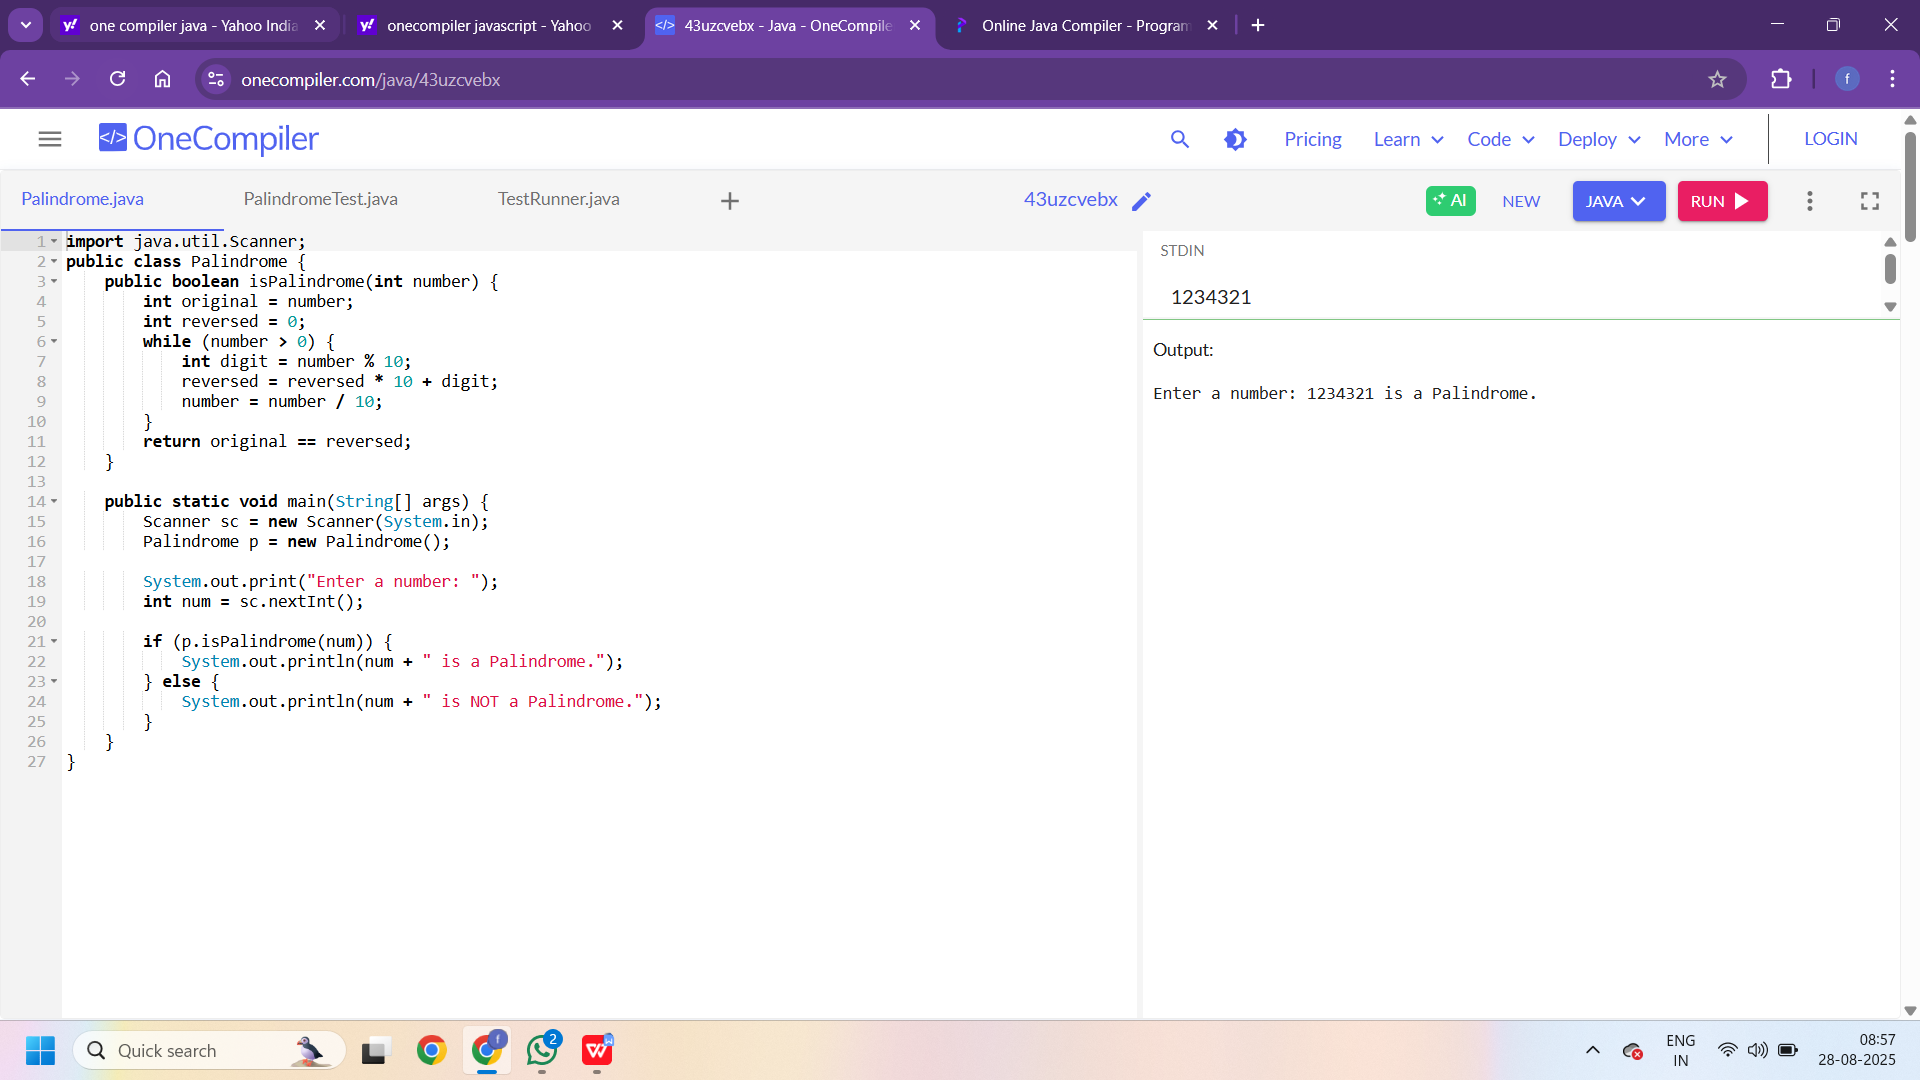 one compiler java - Yahoo India
onecompiler javascript - Yahoo
43uzcvebx - Java - OneCompile
Online Java Compiler - Program
onecompiler.com/java/43uzcvebx
f
</> OneCompiler
Pricing
Learn
Code
Deploy
More
LOGIN
Palindrome.java
PalindromeTest.java
TestRunner.java
43uzcvebx
AI
NEW
JAVA
RUN
1 import java.util.Scanner;
2 public class Palindrome {
3     public boolean isPalindrome(int number) {
4         int original = number;
5         int reversed = 0;
6         while (number > 0) {
7             int digit = number % 10;
8             reversed = reversed * 10 + digit;
9             number = number / 10;
10         }
11         return original == reversed;
12     }
13
14     public static void main(String[] args) {
15         Scanner sc = new Scanner(System.in);
16         Palindrome p = new Palindrome();
17
18         System.out.print("Enter a number: ");
19         int num = sc.nextInt();
20
21         if (p.isPalindrome(num)) {
22             System.out.println(num + " is a Palindrome.");
23         } else {
24             System.out.println(num + " is NOT a Palindrome.");
25         }
26     }
27 }
STDIN
1234321
Output:
Enter a number: 1234321 is a Palindrome.
Quick search
f
2
W
ENG
IN
08:57
28-08-2025